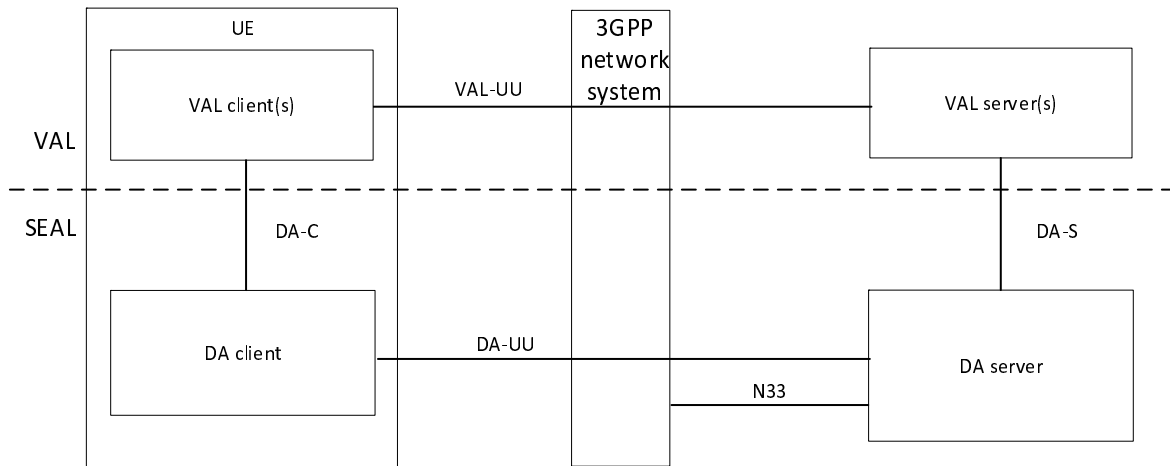 UE
3GPP
network
system
VAL client(s)
VAL-UU
VAL server(s)
VAL
SEAL
DA-C
DA-S
DA client
DA-UU
DA server
N33